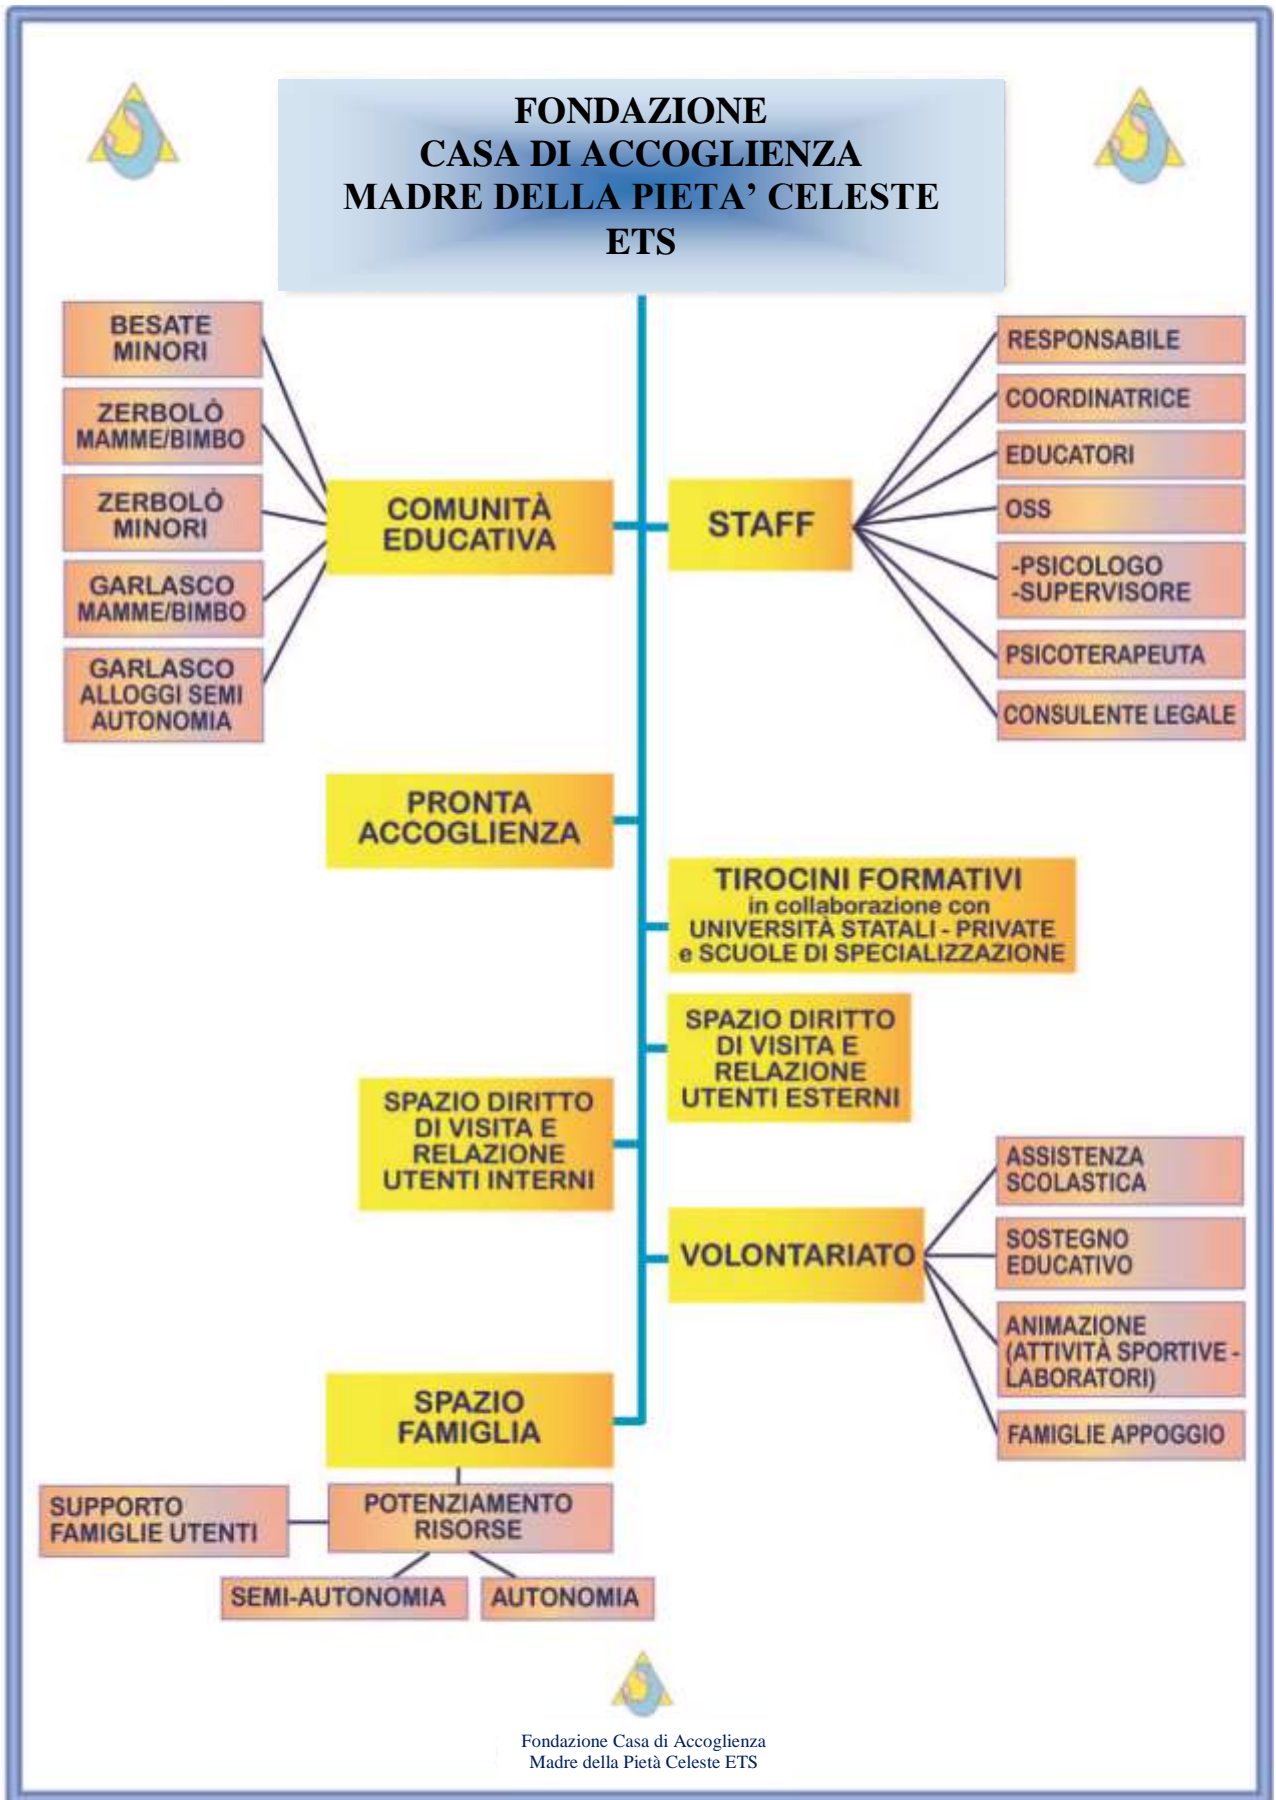 FONDAZIONE
CASA DI ACCOGLIENZA
MADRE DELLA PIETA’ CELESTE
ETS
BESATE
MINORI
ZERBOLÒ
MAMME/BIMBO
ZERBOLÒ
MINORI
GARLASCO
MAMME/BIMBO
GARLASCO
ALLOGGI SEMI
AUTONOMIA
COMUNITÀ
EDUCATIVA
STAFF
RESPONSABILE
COORDINATRICE
EDUCATORI
OSS
-PSICOLOGO
-SUPERVISORE
PSICOTERAPEUTA
CONSULENTE LEGALE
PRONTA
ACCOGLIENZA
TIROCINI FORMATIVI
in collaborazione con
UNIVERSITÀ STATALI - PRIVATE
e SCUOLE DI SPECIALIZZAZIONE
SPAZIO DIRITTO
DI VISITA E
RELAZIONE
UTENTI ESTERNI
SPAZIO DIRITTO
DI VISITA E
RELAZIONE
UTENTI INTERNI
VOLONTARIATO
ASSISTENZA
SCOLASTICA
SOSTEGNO
EDUCATIVO
ANIMAZIONE
(ATTIVITÀ SPORTIVE -
LABORATORI)
FAMIGLIE APPOGGIO
SPAZIO
FAMIGLIA
SUPPORTO
FAMIGLIE UTENTI
POTENZIAMENTO
RISORSE
SEMI-AUTONOMIA
AUTONOMIA
Fondazione Casa di Accoglienza
Madre della Pietà Celeste ETS